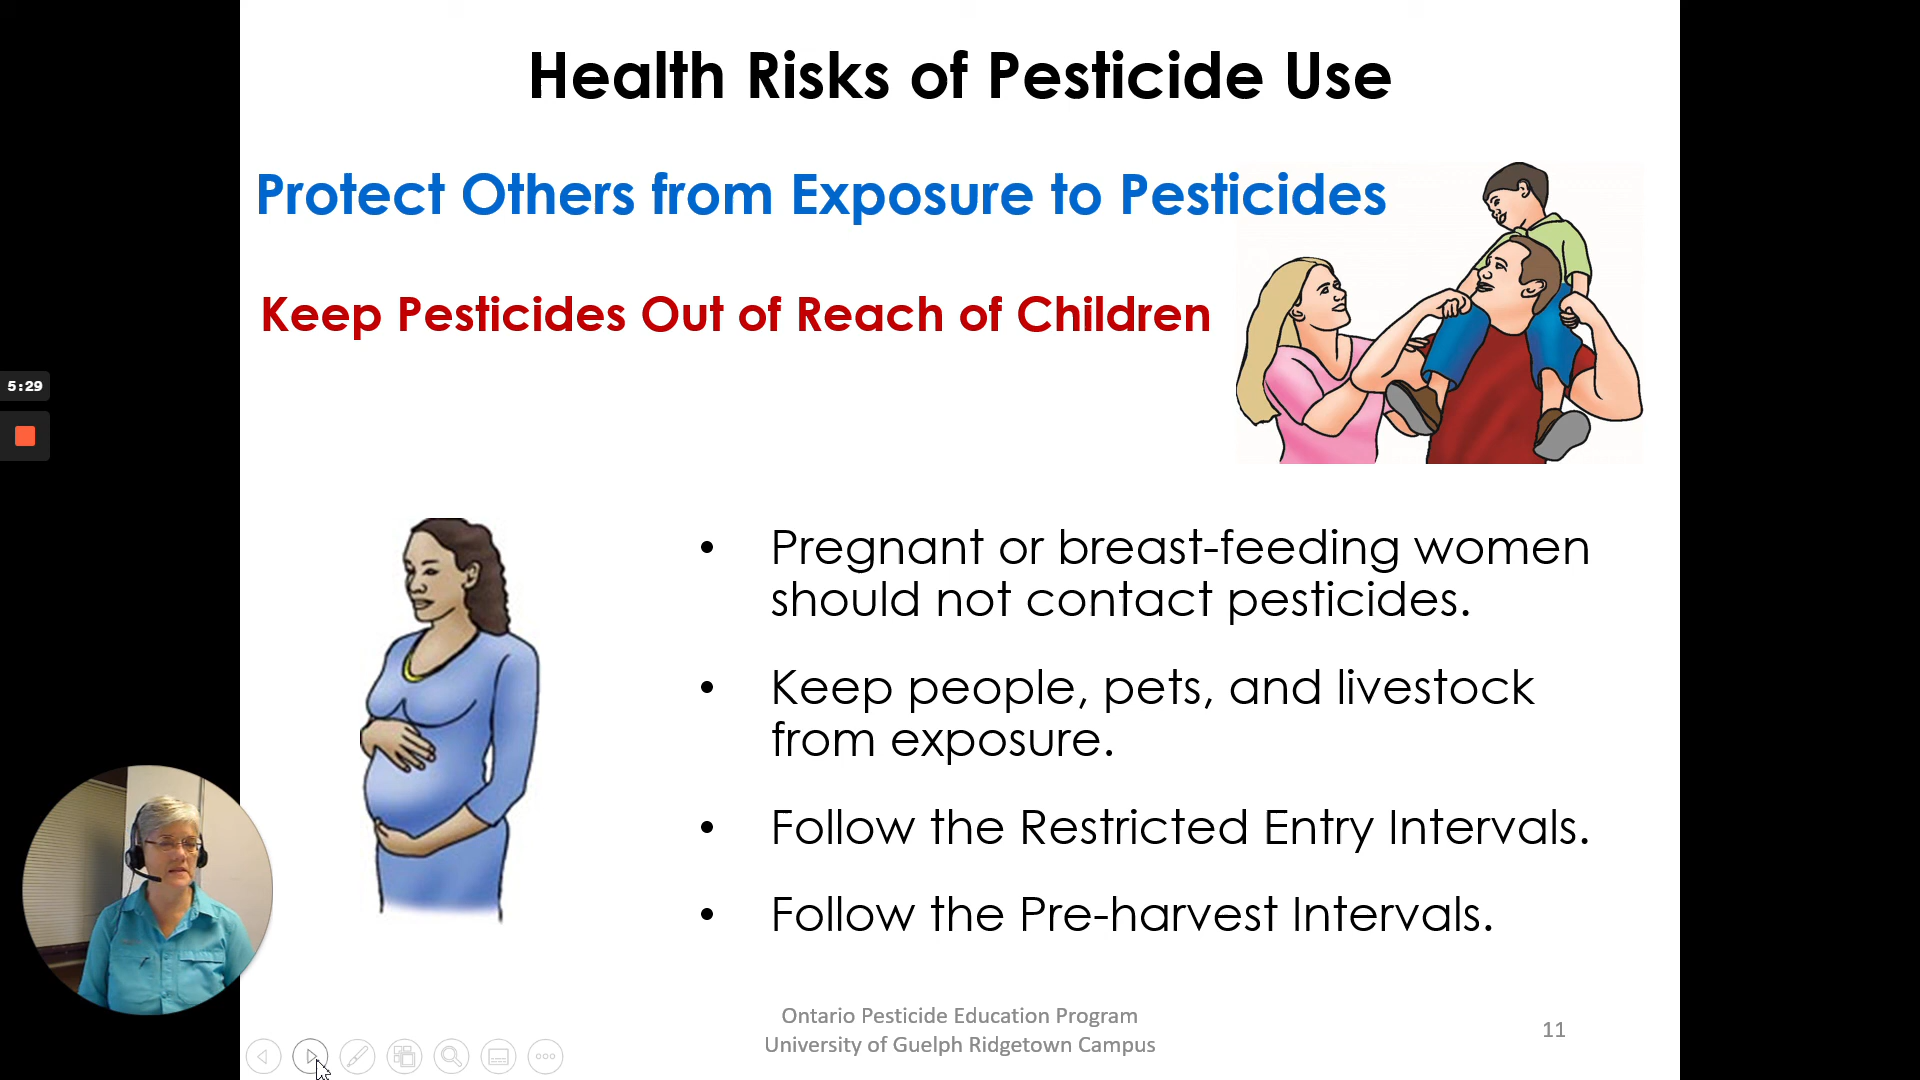 Health Risks of Pesticide Use
Protect Others from Exposure to Pesticides
Keep Pesticides Out of Reach of Children
5:29
• Pregnant or breast-feeding women
should not contact pesticides.
• Keep people, pets, and livestock
from exposure.
• Follow the Restricted Entry Intervals.
• Follow the Pre-harvest Intervals.
Ontario Pesticide Education Program
University of Guelph Ridgetown Campus
11